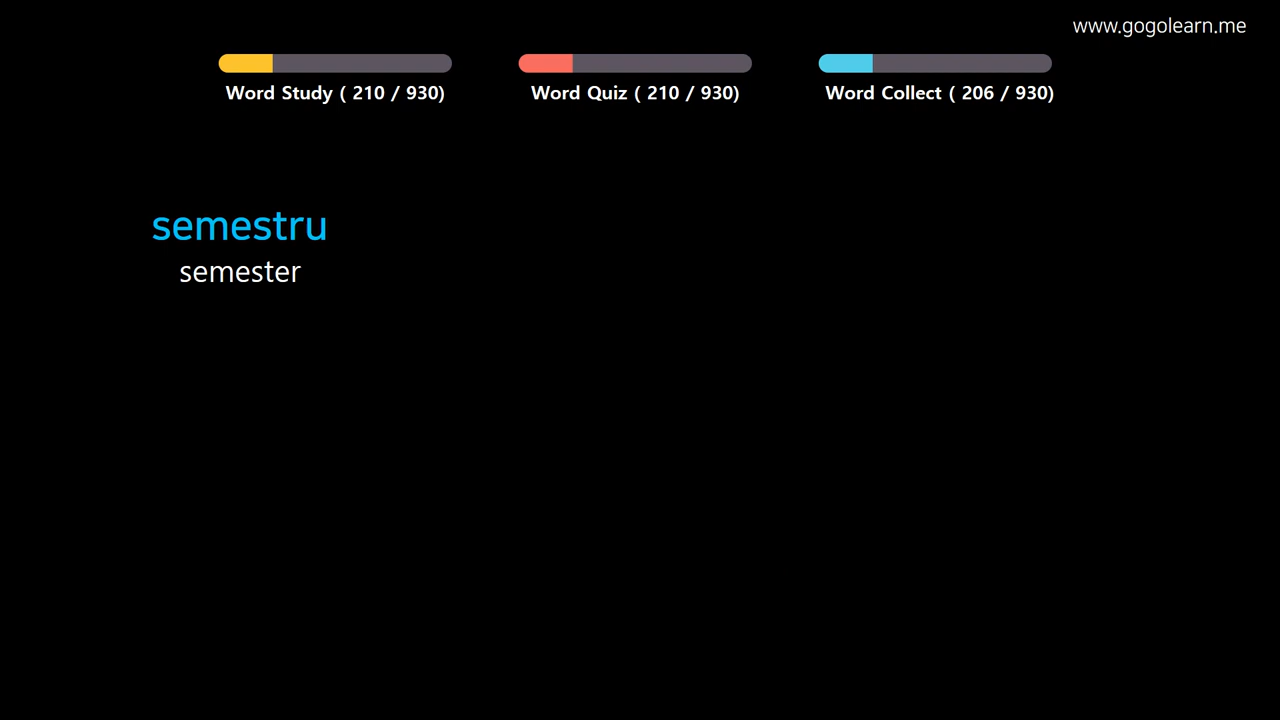 www.gogolearn.me
Word Study ( 210 / 930)
Word Quiz ( 210 / 930)
Word Collect ( 206 / 930)
semestru
semester